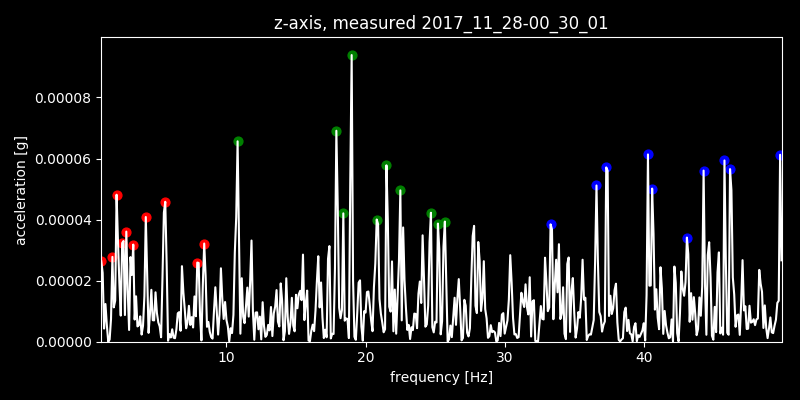 z-axis, measured 2017_11_28-00_30_01
0.00008
0.00006
0.00004
0.00002
0.00000
acceleration [g]
10 20 30 40
frequency [Hz]